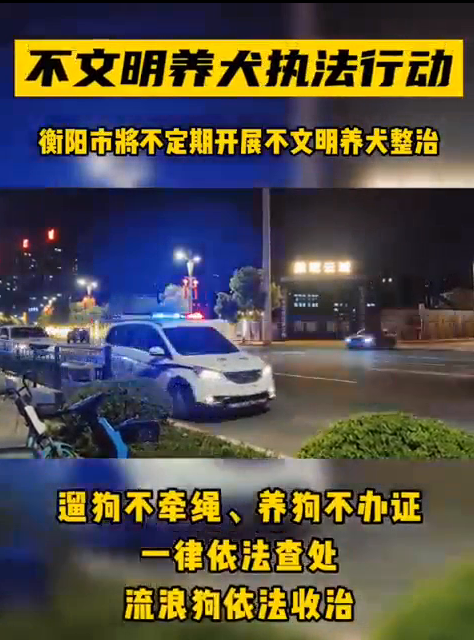 不文明养犬执法行动
衡阳市將不定期开展不文明养犬整治
遛狗不牵绳、养狗不办证
一律依法查处
流浪狗依法收治